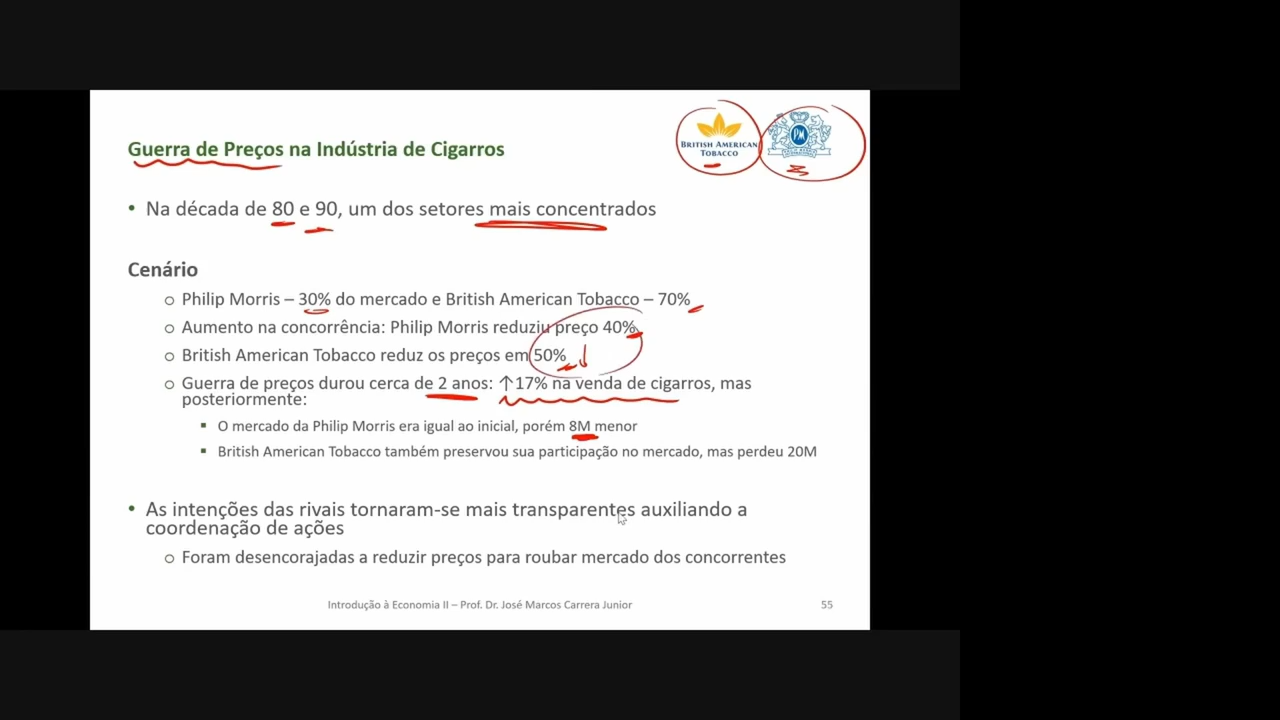 Guerra de Preços na Indústria de Cigarros
BRITISH AMERICAN
TOBACCO
PM
• Na década de 80 e 90, um dos setores mais concentrados
Cenário
o Philip Morris – 30% do mercado e British American Tobacco – 70%
o Aumento na concorrência: Philip Morris reduziu preço 40%
o British American Tobacco reduz os preços em 50%
o Guerra de preços durou cerca de 2 anos: ↑17% na venda de cigarros, mas
posteriormente:
▪ O mercado da Philip Morris era igual ao inicial, porém 8M menor
▪ British American Tobacco também preservou sua participação no mercado, mas perdeu 20M
• As intenções das rivais tornaram-se mais transparentes auxiliando a
coordenação de ações
o Foram desencorajadas a reduzir preços para roubar mercado dos concorrentes
Introdução à Economia II – Prof. Dr. José Marcos Carrera Junior
55